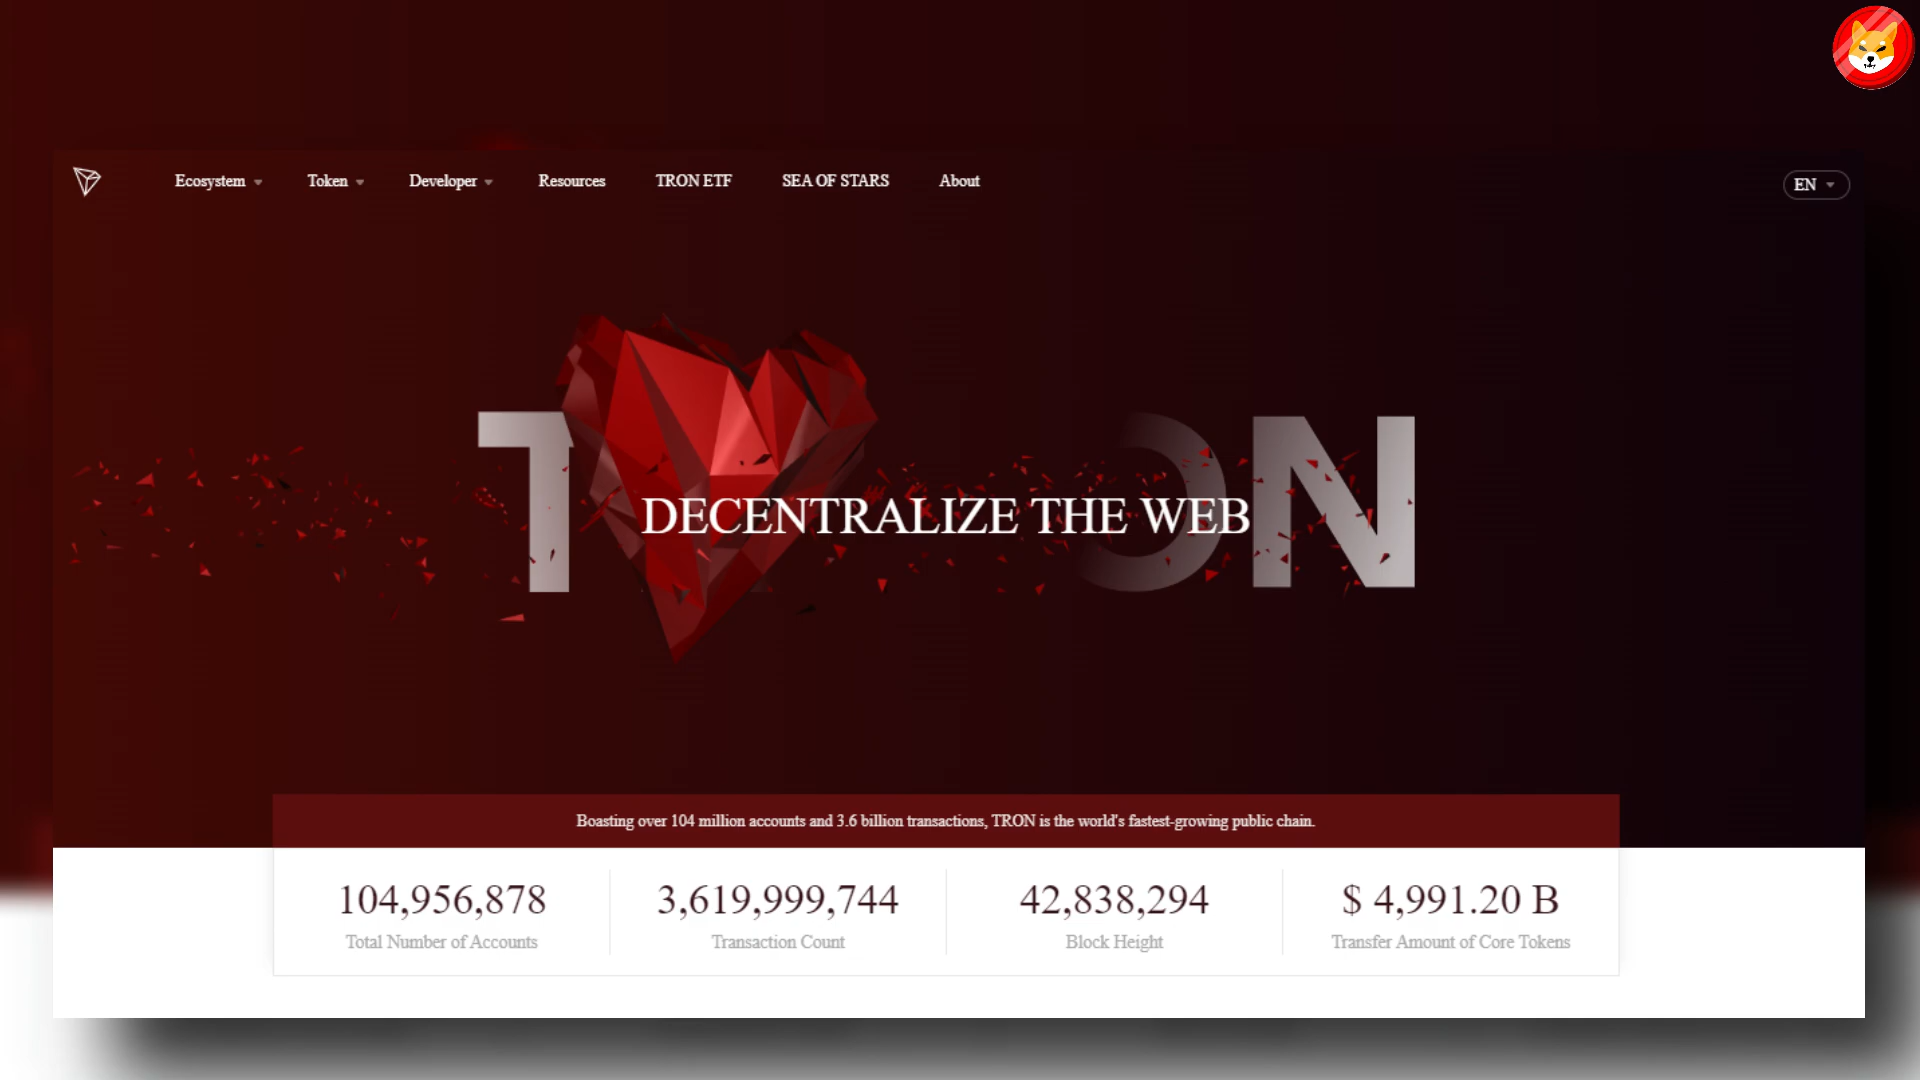 Ecosystem Token Developer Resources TRON ETF SEA OF STARS About EN
TRON
DECENTRALIZE THE WEB
Boasting over 104 million accounts and 3.6 billion transactions, TRON is the world's fastest-growing public chain.
104,956,878 3,619,999,744 42,838,294 $ 4,991.20 B
Total Number of Accounts Transaction Count Block Height Transfer Amount of Core Tokens